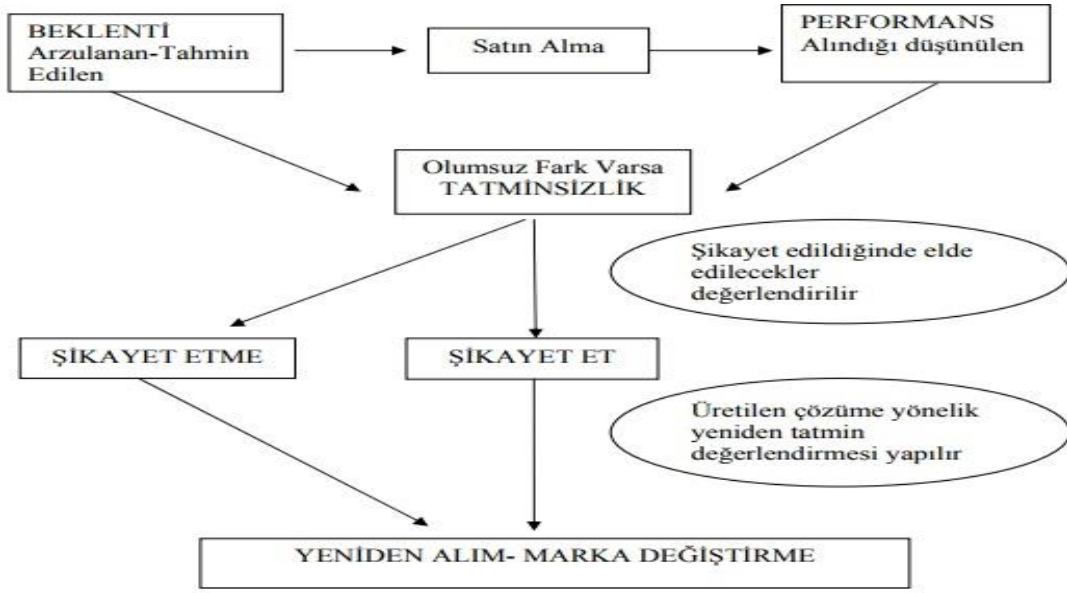 BEKLENTİ
Arzulanan-Tahmin
Edilen
Satın Alma
PERFORMANS
Alındığı düşünülen
Olumsuz Fark Varsa
TATMİNSİZLİK
Şikayet edildiğinde elde
edilecekler
değerlendirilir
ŞİKAYET ETME
ŞİKAYET ET
Üretilen çözüme yönelik
yeniden tatmin
değerlendirmesi yapılır
YENİDEN ALIM- MARKA DEĞİŞTİRME